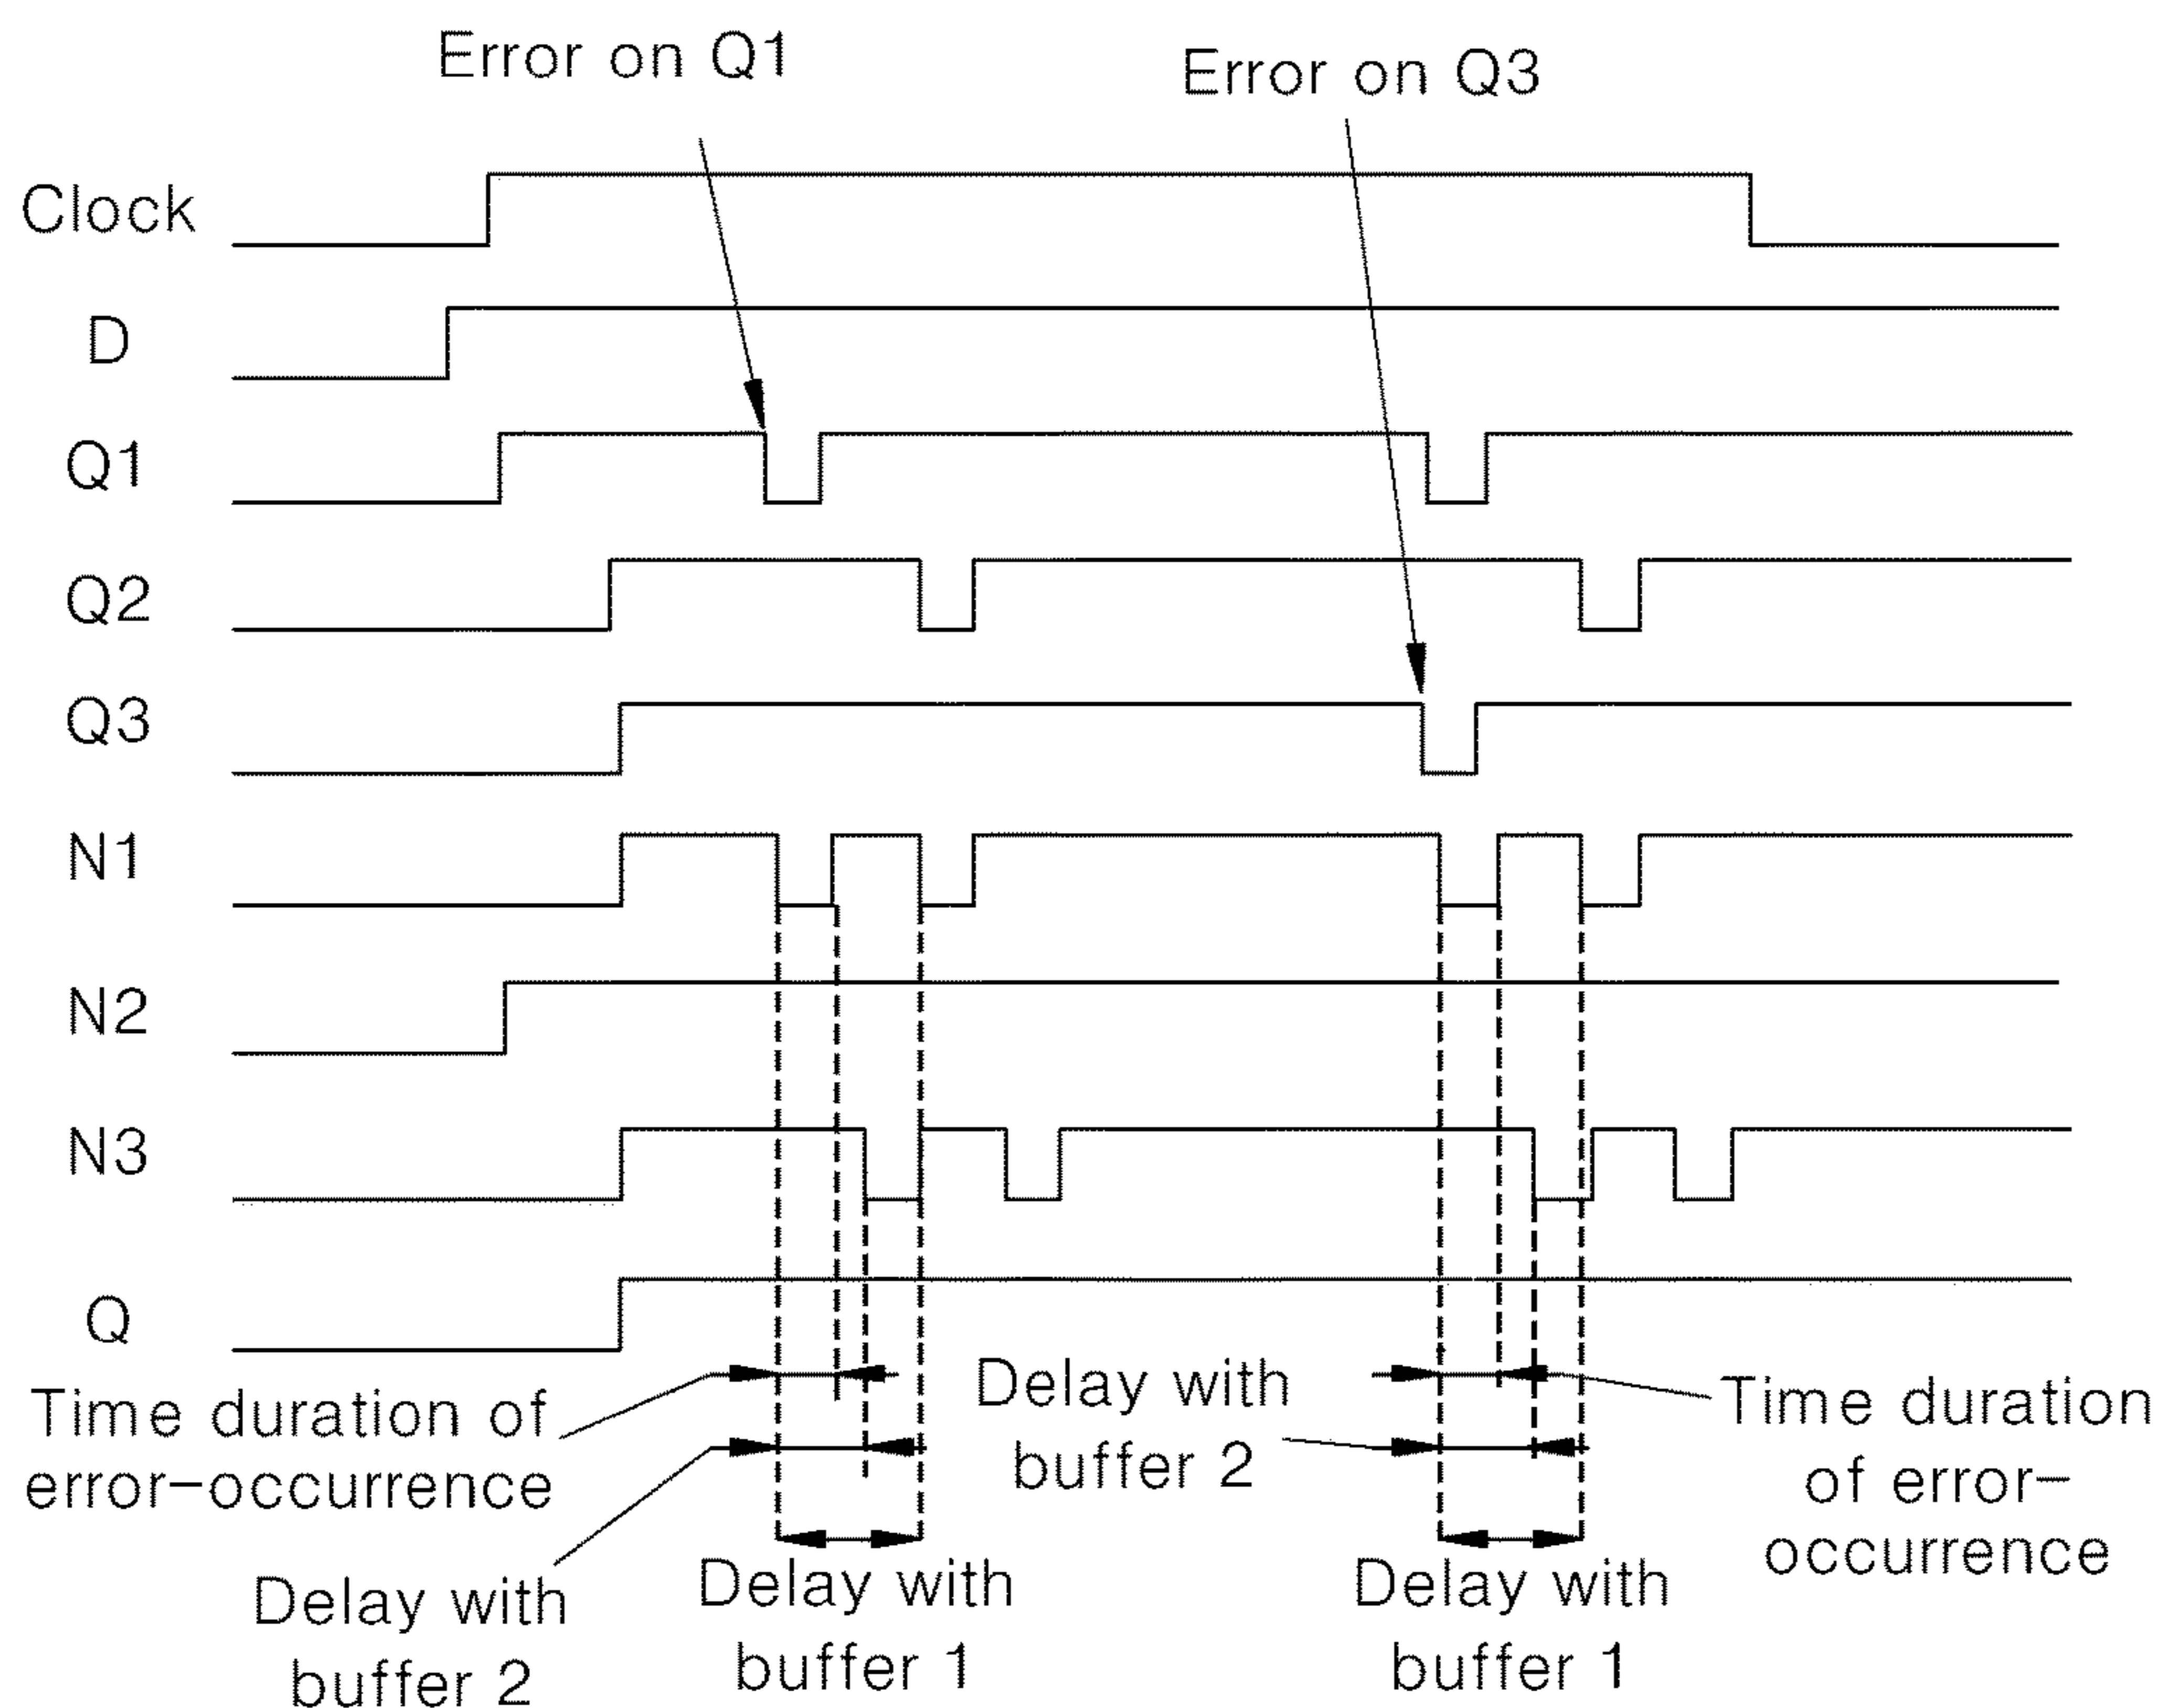 Error on Q1
Error on Q3
Clock
D
Q1
Q2
Q3
N1
N2
N3
Q
Time duration of
error-occurrence
Delay with
buffer 2
Delay with
buffer 1
Delay with
buffer 2
Time duration
of error-
occurrence
Delay with
buffer 1